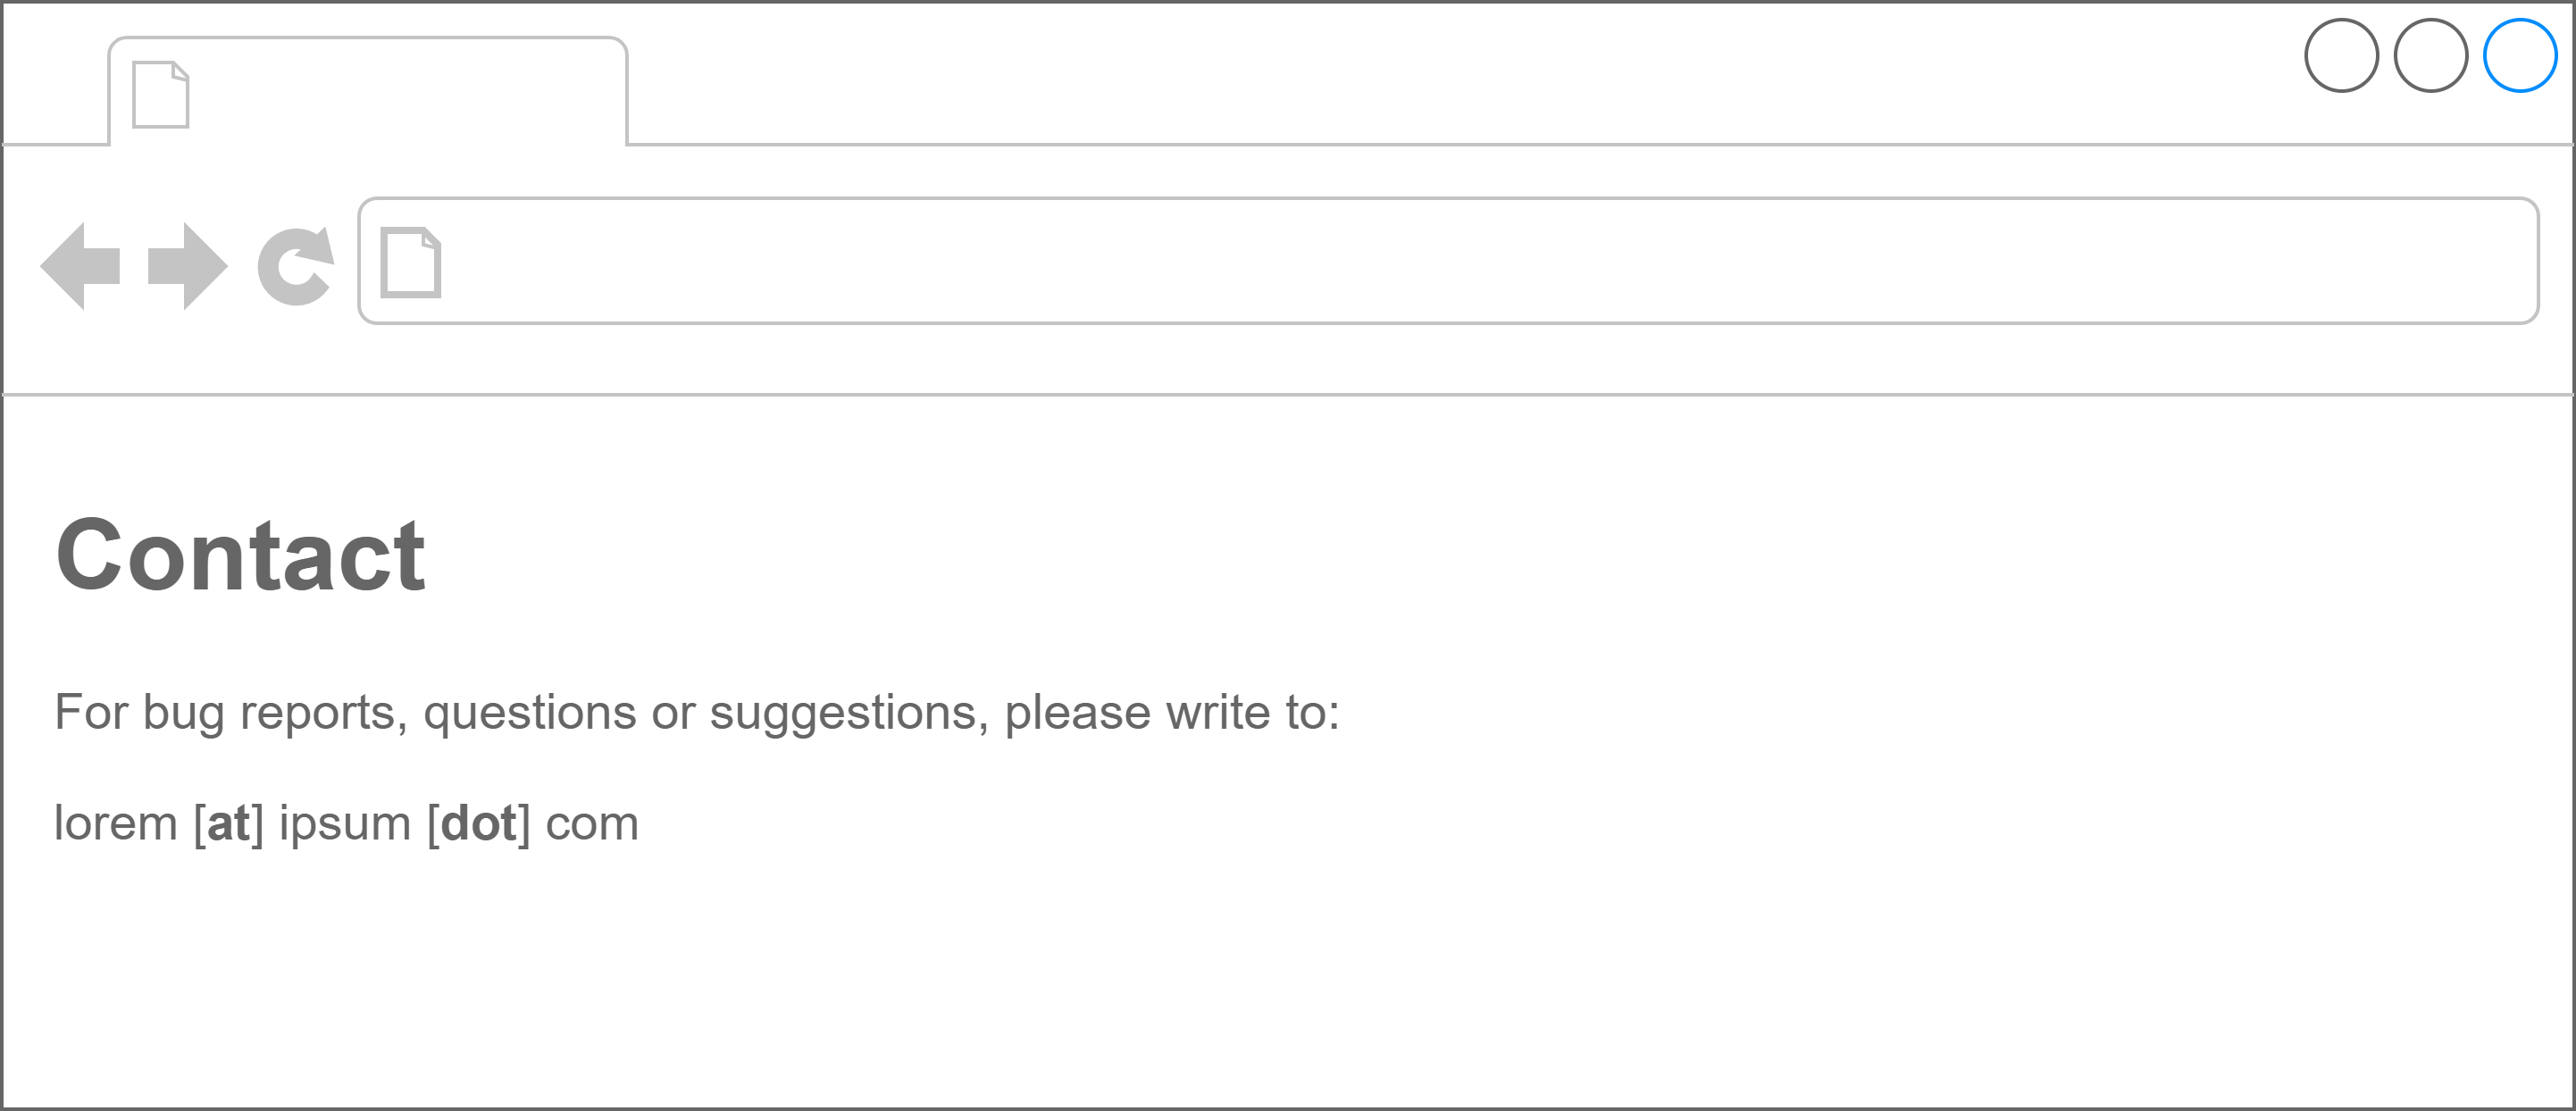 Contact
For bug reports, questions or suggestions, please write to:
lorem [at] ipsum [dot] com